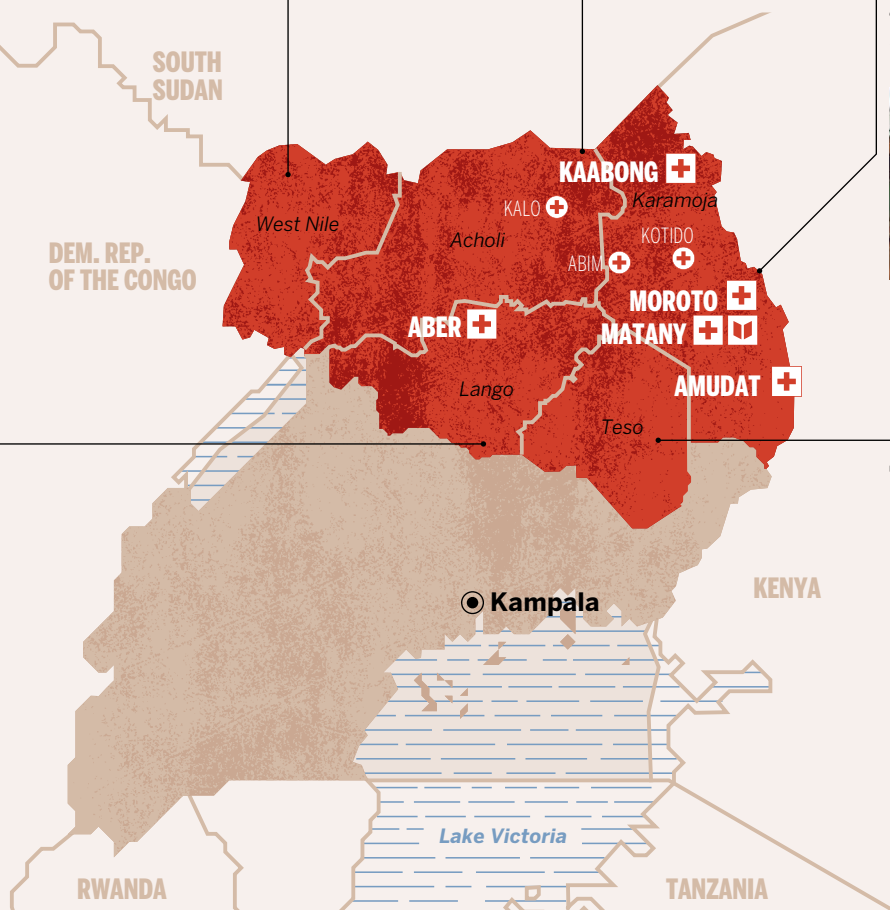 SOUTH
SUDAN
KAABONG
Karamoja
KALO
West Nile
Acholi
KOTIDO
DEM. REP.
OF THE CONGO
ABIM
MOROTO
ABER
MATANY
AMUDAT
Lango
Teso
KENYA
Kampala
Lake Victoria
RWANDA
TANZANIA